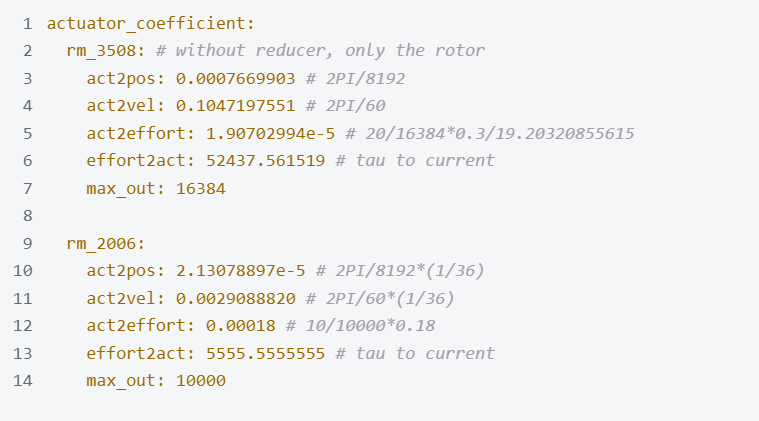 1 actuator_coefficient:
2   rm_3508: # without reducer, only the rotor
3     act2pos: 0.0007669903 # 2PI/8192
4     act2vel: 0.1047197551 # 2PI/60
5     act2effort: 1.90702994e-5 # 20/16384*0.3/19.20320855615
6     effort2act: 52437.561519 # tau to current
7     max_out: 16384
8
9   rm_2006:
10     act2pos: 2.13078897e-5 # 2PI/8192*(1/36)
11     act2vel: 0.0029088820 # 2PI/60*(1/36)
12     act2effort: 0.00018 # 10/10000*0.18
13     effort2act: 5555.5555555 # tau to current
14     max_out: 10000